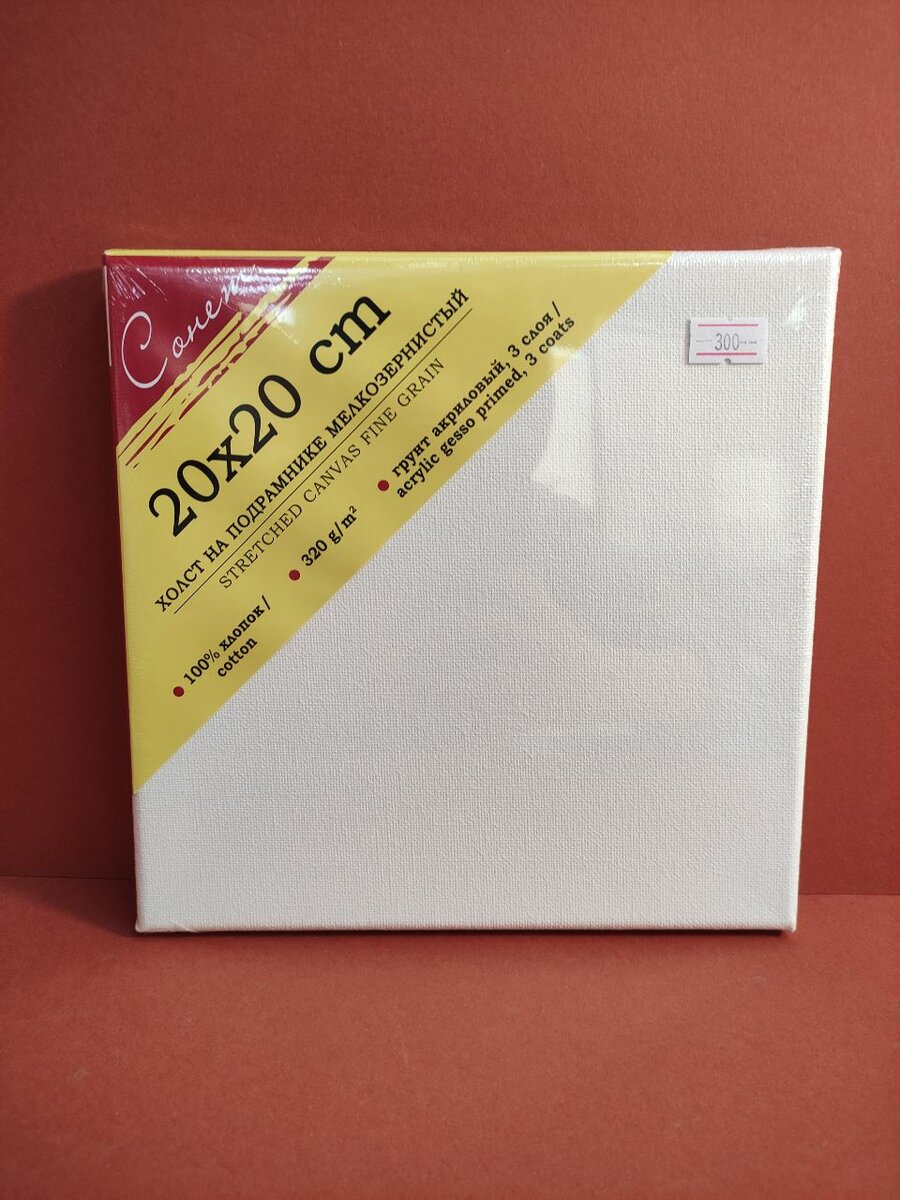 Сонет
20x20 cm
ХОЛСТ НА ПОДРАМНИКЕ МЕЛКОЗЕРНИСТЫЙ
STRETCHED CANVAS FINE GRAIN
100% хлопок /
cotton
320 g/m²
грунт акриловый, 3 слоя /
acrylic gesso primed, 3 coats
300